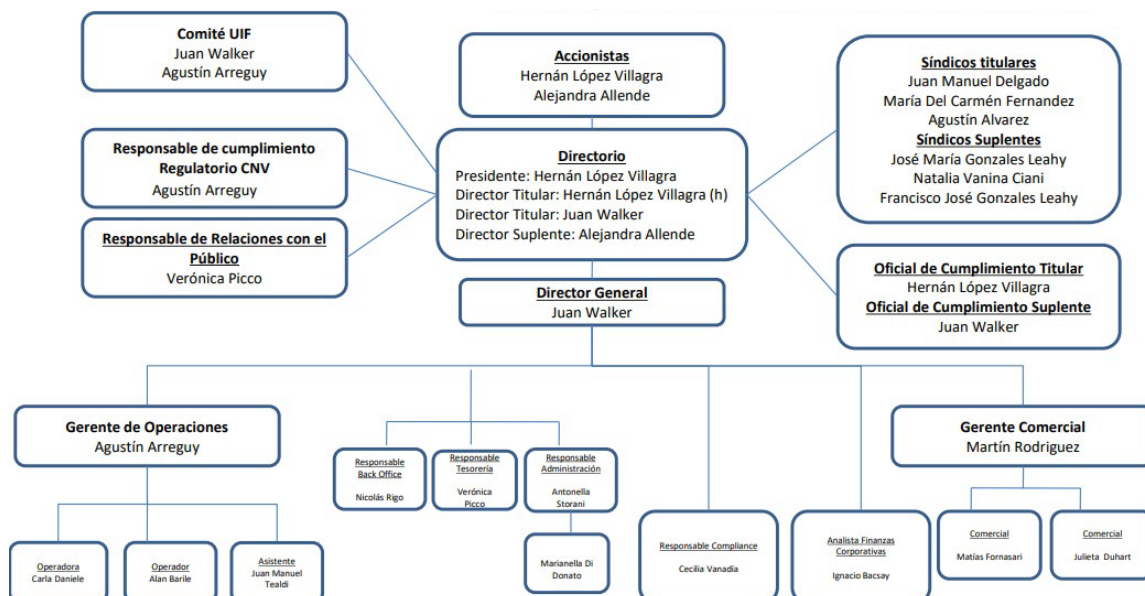 Comité UIF
Juan Walker
Agustín Arreguy
Accionistas
Hernán López Villagra
Alejandra Allende
Síndicos titulares
Juan Manuel Delgado
María Del Carmén Fernandez
Agustín Alvarez
Síndicos Suplentes
José María Gonzales Leahy
Natalia Vanina Ciani
Francisco José Gonzales Leahy
Responsable de cumplimiento
Regulatorio CNV
Agustín Arreguy
Directorio
Presidente: Hernán López Villagra
Director Titular: Hernán López Villagra (h)
Director Titular: Juan Walker
Director Suplente: Alejandra Allende
Responsable de Relaciones con el
Público
Verónica Picco
Oficial de Cumplimiento Titular
Hernán López Villagra
Oficial de Cumplimiento Suplente
Juan Walker
Director General
Juan Walker
Gerente de Operaciones
Agustín Arreguy
Gerente Comercial
Martín Rodriguez
Responsable
Back Office
Nicolás Rigo
Responsable
Tesorería
Verónica
Picco
Responsable
Administración
Antonella
Storani
Operadora
Carla Daniele
Operador
Alan Barile
Asistente
Juan Manuel
Tealdi
Marianella Di
Donato
Responsable Compliance
Cecilia Vanadía
Analista Finanzas
Corporativas
Ignacio Bacsay
Comercial
Matías Fornasari
Comercial
Julieta Duhart